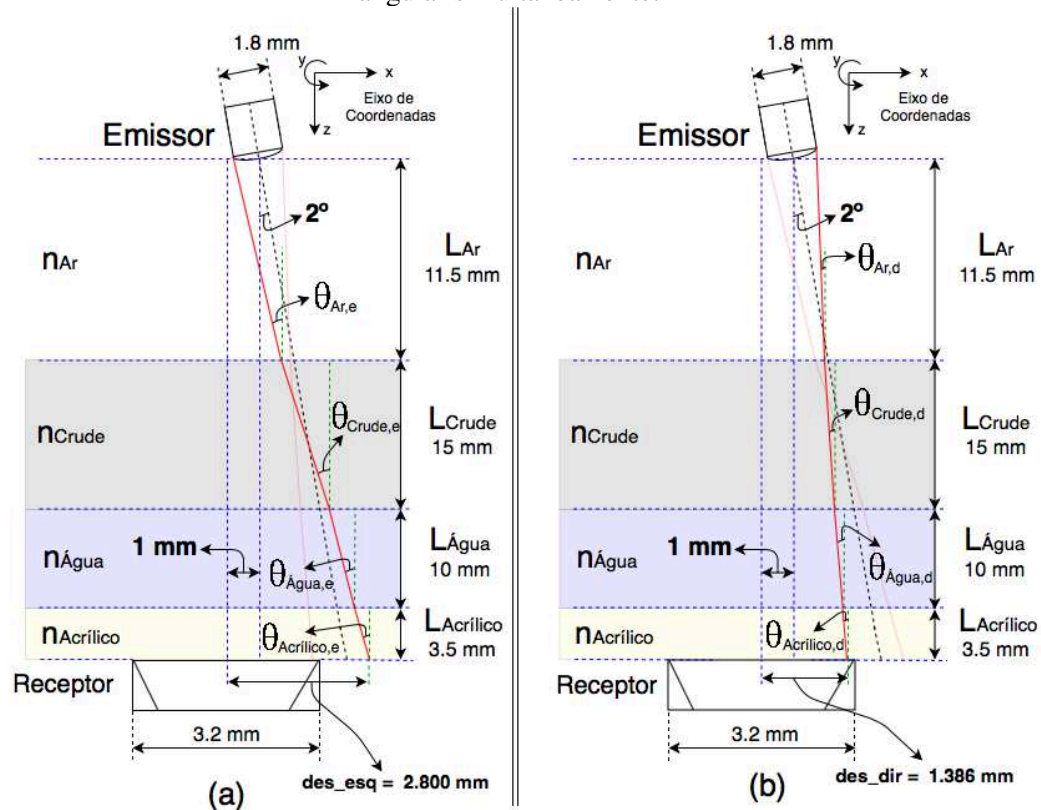 1.8 mm
y
x
Eixo de
Coordenadas
z
Emissor
2º
nAr
θAr,e
LAr
11.5 mm
nCrude
θCrude,e
LCrude
15 mm
nÁgua
1 mm
θÁgua,e
LÁgua
10 mm
nAcrílico
θAcrílico,e
LAcrílico
3.5 mm
Receptor
3.2 mm
des_esq = 2.800 mm
(a)
1.8 mm
y
x
Eixo de
Coordenadas
z
Emissor
2º
nAr
θAr,d
LAr
11.5 mm
nCrude
θCrude,d
LCrude
15 mm
nÁgua
1 mm
θÁgua,d
LÁgua
10 mm
nAcrílico
θAcrílico,d
LAcrílico
3.5 mm
Receptor
3.2 mm
des_dir = 1.386 mm
(b)